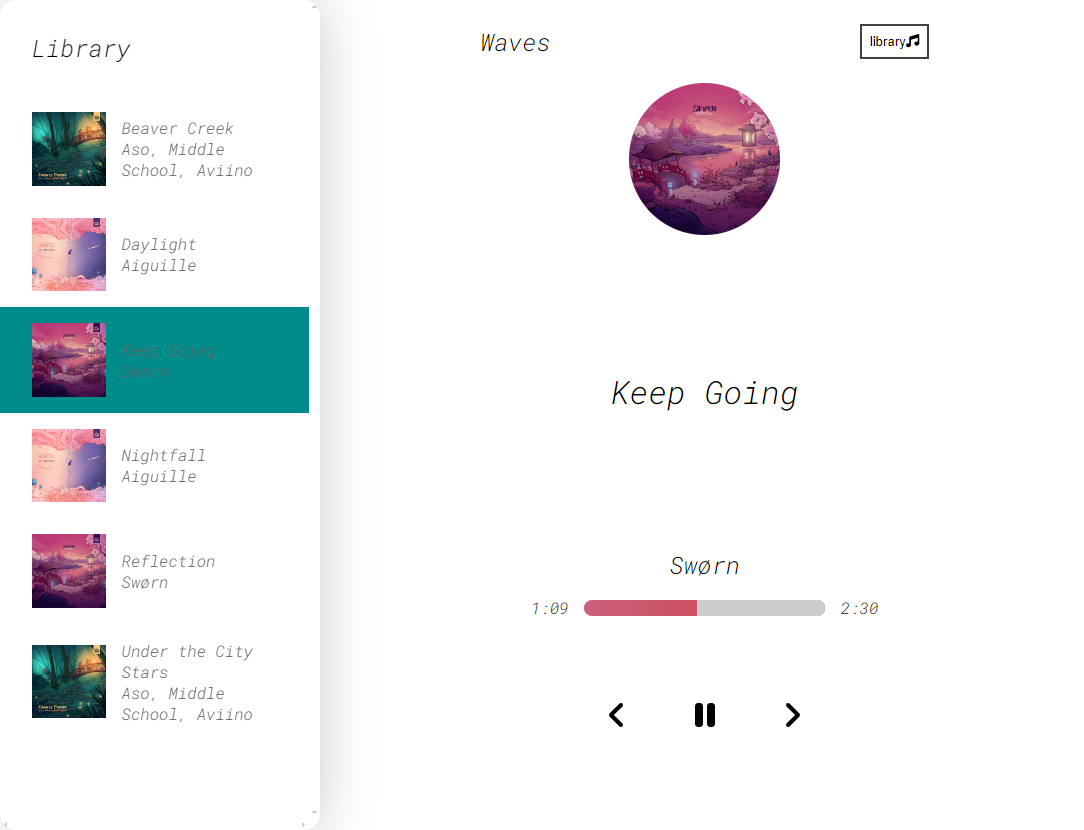 Library
Beaver Creek
Aso, Middle
School, Aviino
Daylight
Aiguille
Keep Going
Swørn
Nightfall
Aiguille
Reflection
Swørn
Under the City
Stars
Aso, Middle
School, Aviino
Waves
library
Keep Going
Swørn
1:09
2:30